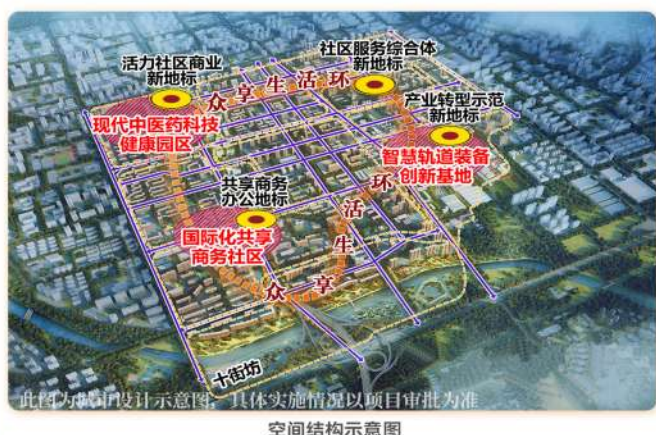 活力社区商业
新地标
社区服务综合体
新地标
众享生活环
产业转型示范
新地标
现代中医药科技
健康园区
智慧轨道装备
创新基地
共享商务
办公地标
国际化共享
商务社区
众享生活环
十街坊
此图为城市设计示意图，具体实施情况以项目审批为准
空间结构示意图